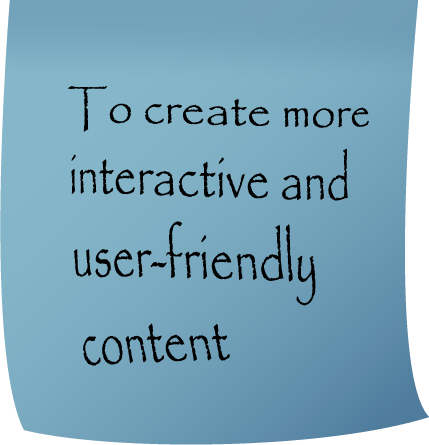 To create more
interactive and
user-friendly
content